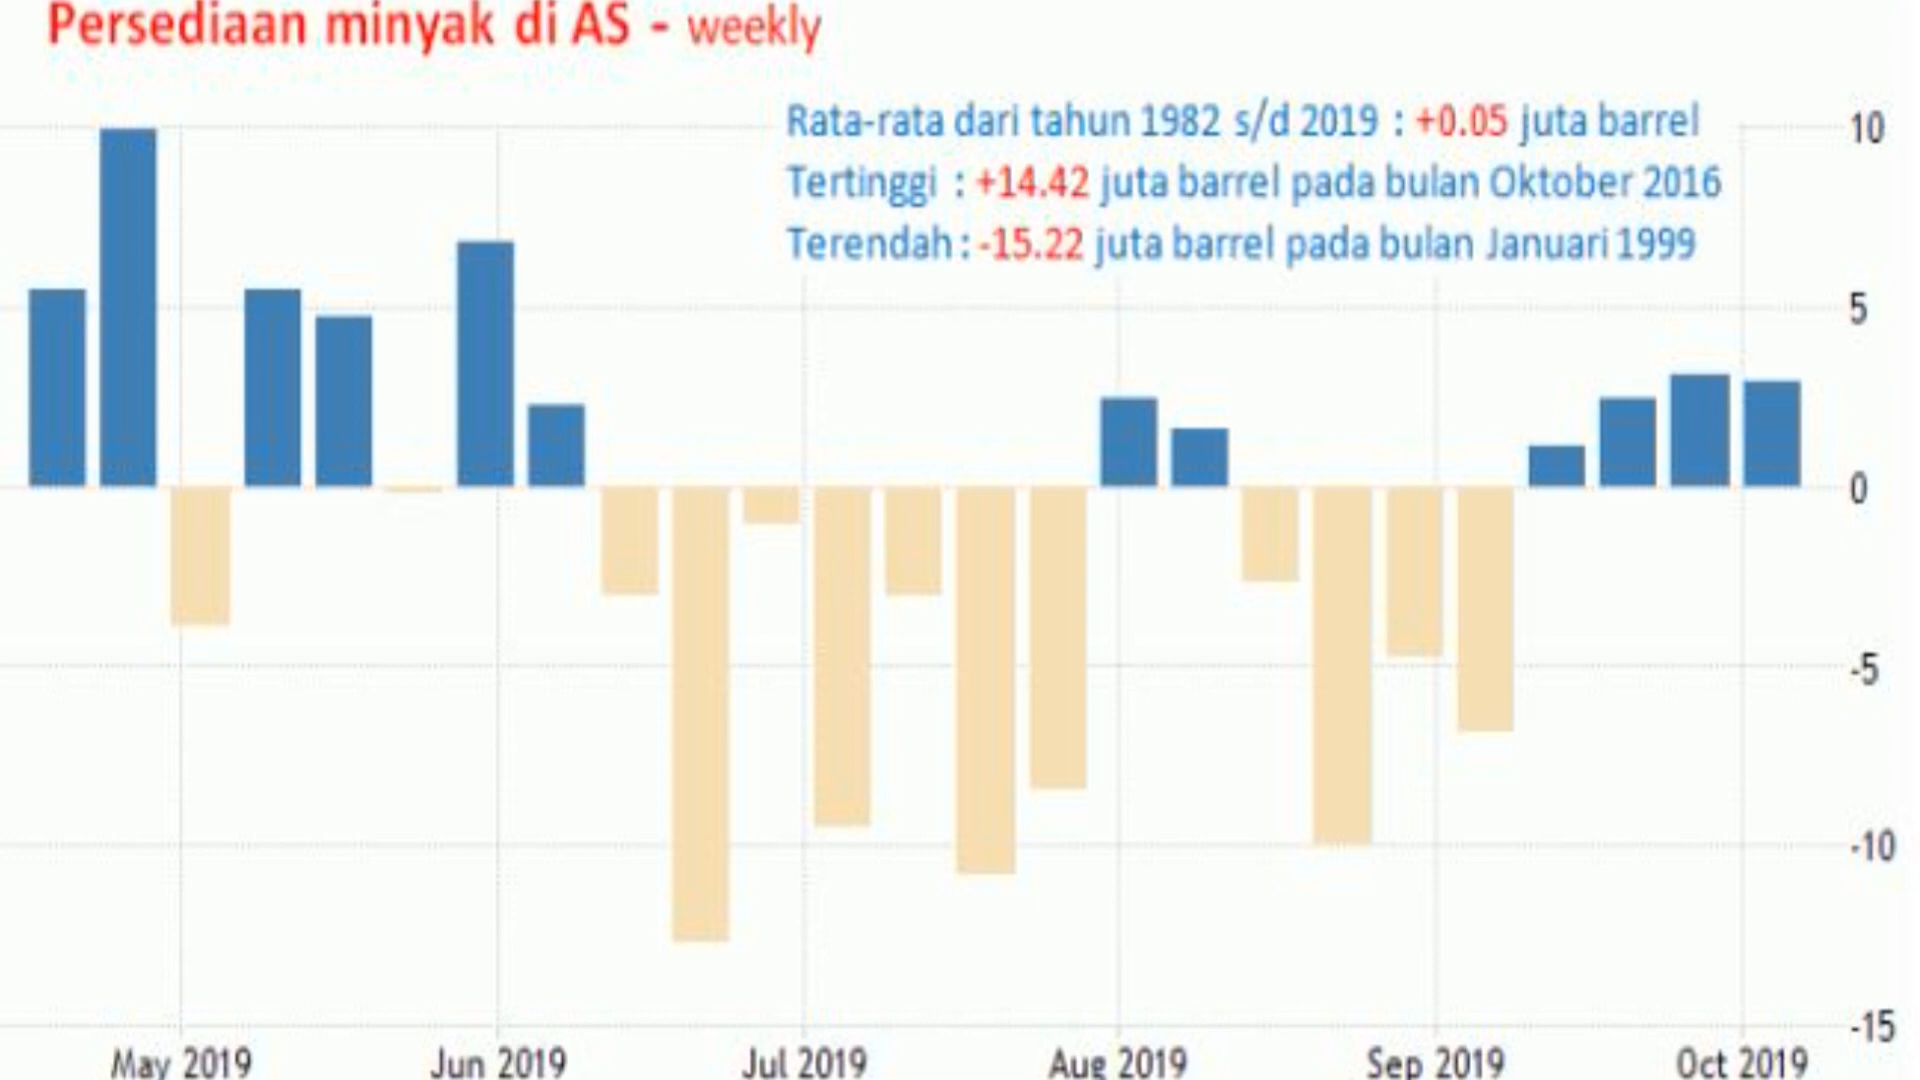 Persediaan minyak di AS - weekly
Rata-rata dari tahun 1982 s/d 2019 : +0.05 juta barrel
Tertinggi : +14.42 juta barrel pada bulan Oktober 2016
Terendah : -15.22 juta barrel pada bulan Januari 1999
10
5
0
-5
-10
-15
May 2019 Jun 2019 Jul 2019 Aug 2019 Sep 2019 Oct 2019